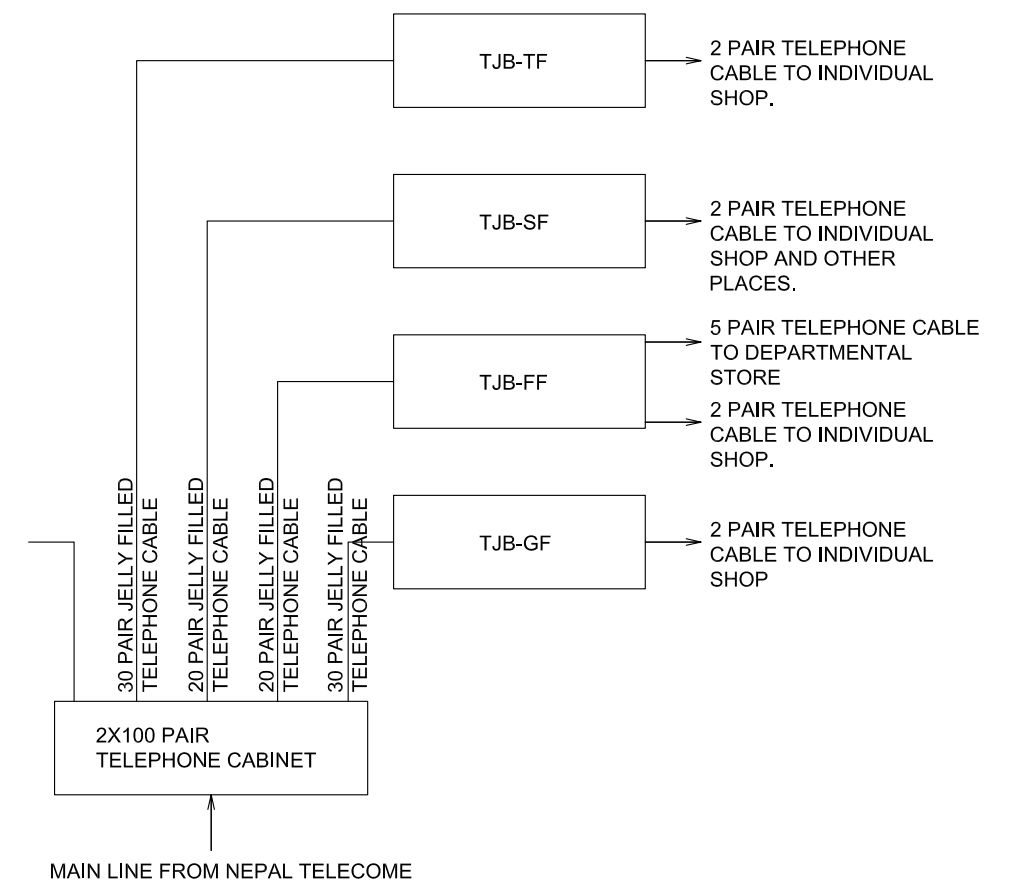 TJB-TF
2 PAIR TELEPHONE
CABLE TO INDIVIDUAL
SHOP.
TJB-SF
2 PAIR TELEPHONE
CABLE TO INDIVIDUAL
SHOP AND OTHER
PLACES.
TJB-FF
5 PAIR TELEPHONE CABLE
TO DEPARTMENTAL
STORE
2 PAIR TELEPHONE
CABLE TO INDIVIDUAL
SHOP.
TJB-GF
2 PAIR TELEPHONE
CABLE TO INDIVIDUAL
SHOP
30 PAIR JELLY FILLED
TELEPHONE CABLE
20 PAIR JELLY FILLED
TELEPHONE CABLE
20 PAIR JELLY FILLED
TELEPHONE CABLE
30 PAIR JELLY FILLED
TELEPHONE CABLE
2X100 PAIR
TELEPHONE CABINET
MAIN LINE FROM NEPAL TELECOME